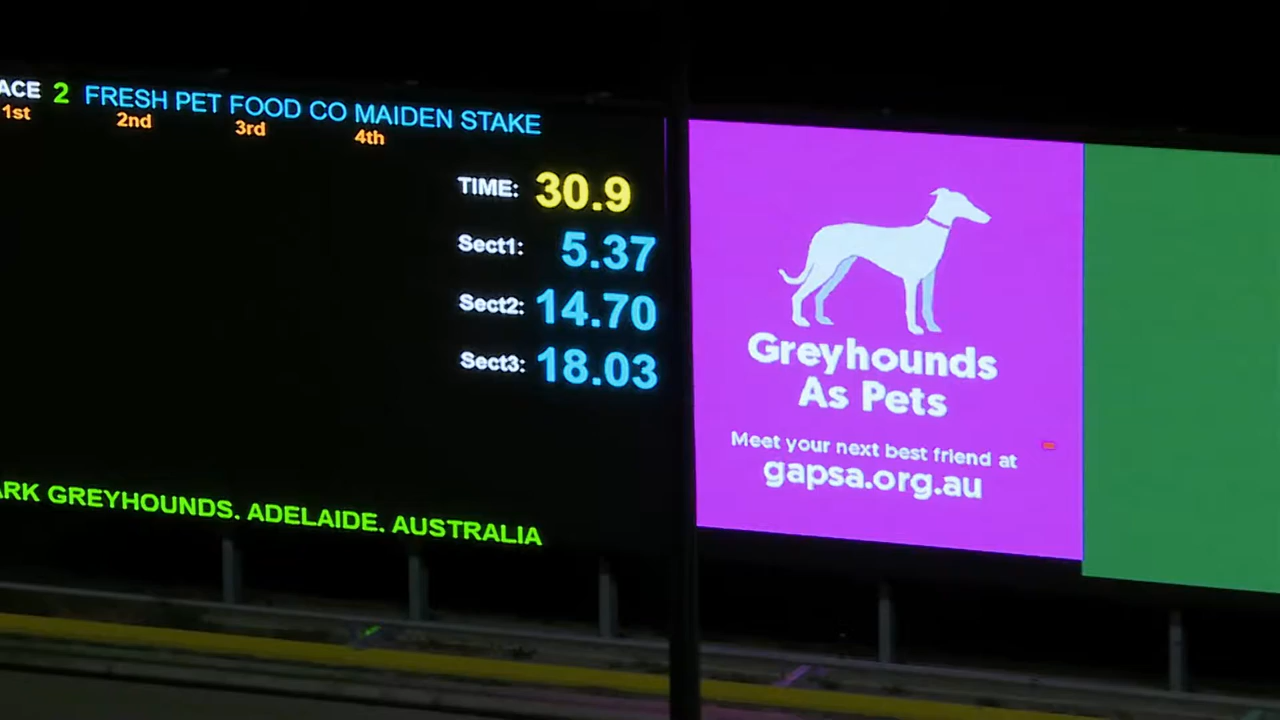 ACE 2 FRESH PET FOOD CO MAIDEN STAKE
1st 2nd 3rd 4th
TIME: 30.9
Sect1: 5.37
Sect2: 14.70
Sect3: 18.03
ARK GREYHOUNDS. ADELAIDE. AUSTRALIA
Greyhounds
As Pets
Meet your next best friend at
gapsa.org.au